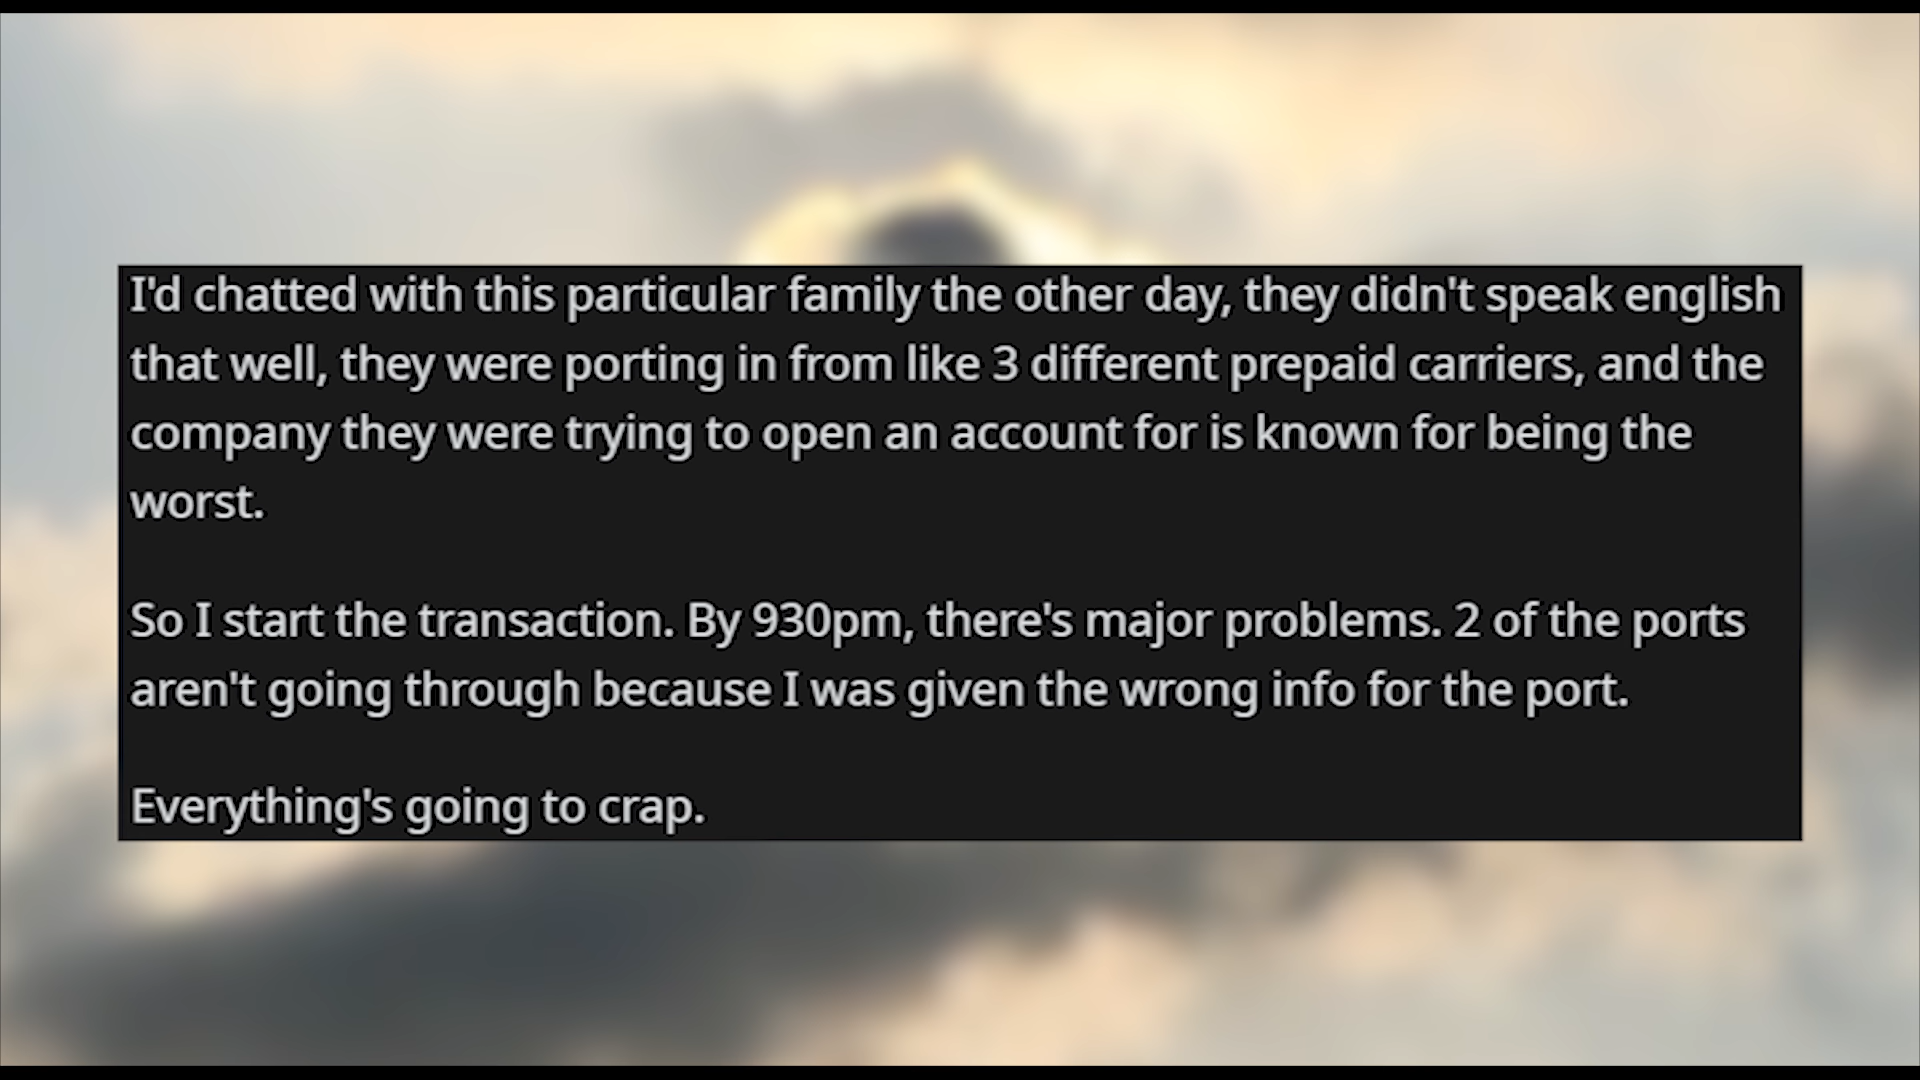 I'd chatted with this particular family the other day, they didn't speak english
that well, they were porting in from like 3 different prepaid carriers, and the
company they were trying to open an account for is known for being the
worst.
So I start the transaction. By 930pm, there's major problems. 2 of the ports
aren't going through because I was given the wrong info for the port.
Everything's going to crap.